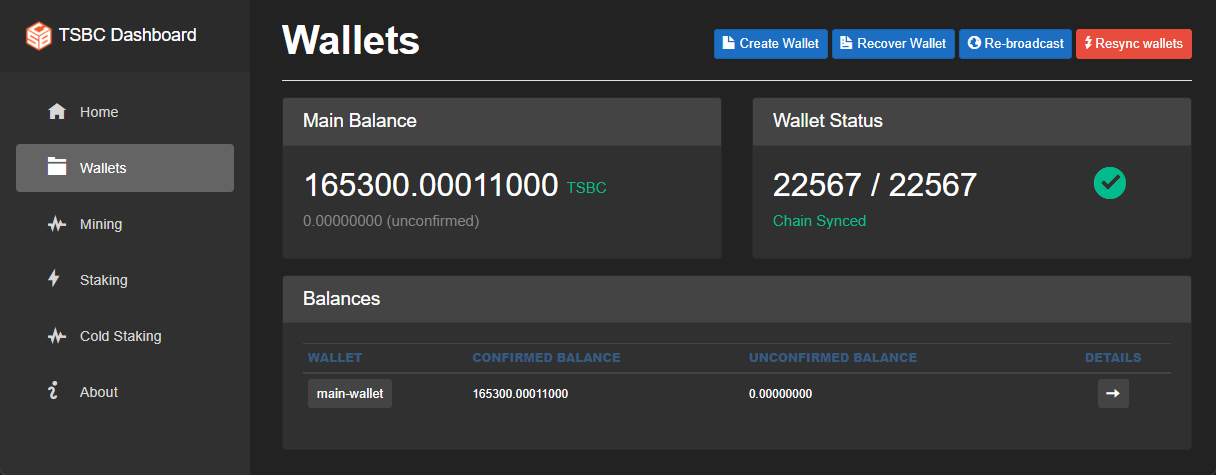 TSBC Dashboard
Home
Wallets
Mining
Staking
Cold Staking
About
Wallets
Create Wallet Recover Wallet Re-broadcast Resync wallets
Main Balance
165300.00011000 TSBC
0.00000000 (unconfirmed)
Wallet Status
22567 / 22567
Chain Synced
Balances
WALLET CONFIRMED BALANCE UNCONFIRMED BALANCE DETAILS
main-wallet 165300.00011000 0.00000000